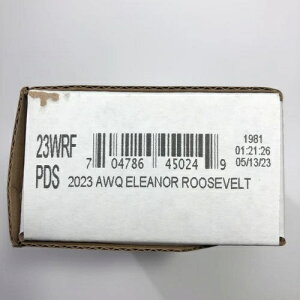 23WRF
7 04786 45024 9
1981
01:21:26
05/13/23
PDS 2023 AWQ ELEANOR ROOSEVELT